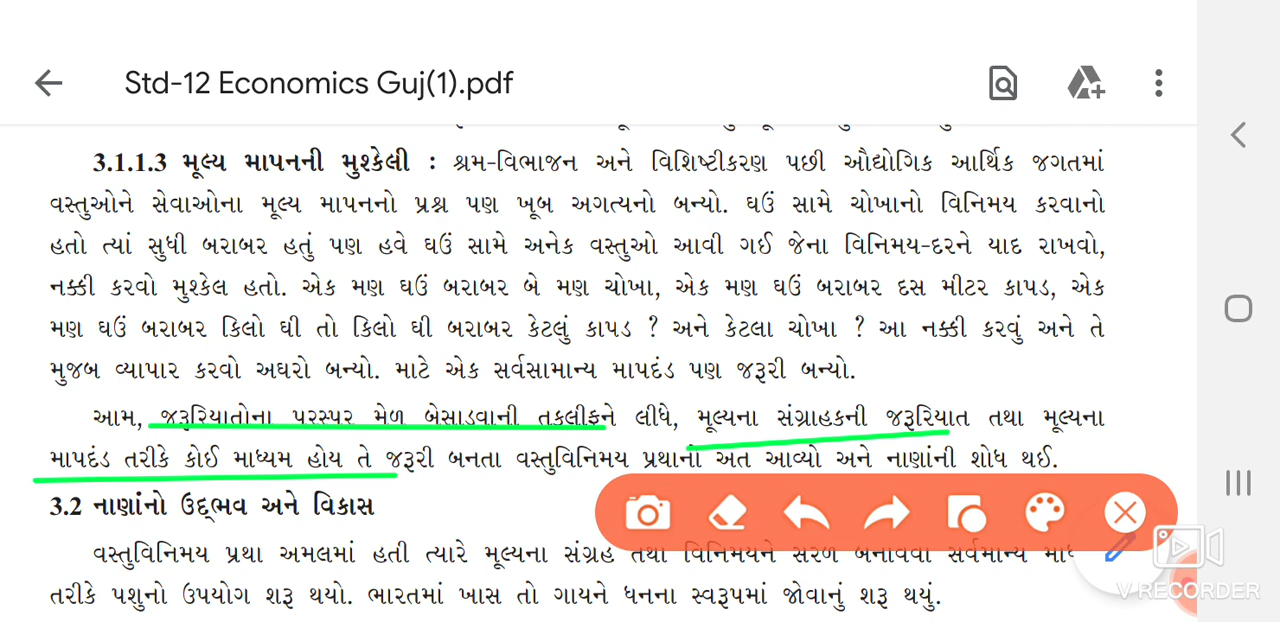 Std-12 Economics Guj(1).pdf
3.1.1.3 મૂલ્ય માપનની મુશ્કેલી : શ્રમ-વિભાજન અને વિશિષ્ટીકરણ પછી ઔદ્યોગિક આર્થિક જગતમાં
વસ્તુઓને સેવાઓના મૂલ્ય માપનનો પ્રશ્ન પણ ખૂબ અગત્યનો બન્યો. ઘઉં સામે ચોખાનો વિનિમય કરવાનો
હતો ત્યાં સુધી બરાબર હતું પણ હવે ઘઉં સામે અનેક વસ્તુઓ આવી ગઈ જેના વિનિમય-દરને યાદ રાખવો,
નક્કી કરવો મુશ્કેલ હતો. એક મણ ઘઉં બરાબર બે મણ ચોખા, એક મણ ઘઉં બરાબર દસ મીટર કાપડ, એક
મણ ઘઉં બરાબર કિલો ઘી તો કિલો ઘી બરાબર કેટલું કાપડ ? અને કેટલા ચોખા ? આ નક્કી કરવું અને તે
મુજબ વ્યાપાર કરવો અઘરો બન્યો. માટે એક સર્વસામાન્ય માપદંડ પણ જરૂરી બન્યો.
આમ, જરૂરિયાતોના પરસ્પર મેળ બેસાડવાની તકલીફને લીધે, મૂલ્યના સંગ્રાહકની જરૂરિયાત તથા મૂલ્યના
માપદંડ તરીકે કોઈ માધ્યમ હોય તે જરૂરી બનતા વસ્તુવિનિમય પ્રથાનો અંત આવ્યો અને નાણાંની શોધ થઈ.
3.2 નાણાંનો ઉદ્‌ભવ અને વિકાસ
વસ્તુવિનિમય પ્રથા અમલમાં હતી ત્યારે મૂલ્યના સંગ્રહ તથા વિનિમયને સરળ બનાવવા સર્વમાન્ય
તરીકે પશુનો ઉપયોગ શરૂ થયો. ભારતમાં ખાસ તો ગાયને ધનના સ્વરૂપમાં જોવાનું શરૂ થયું.
V RECORDER